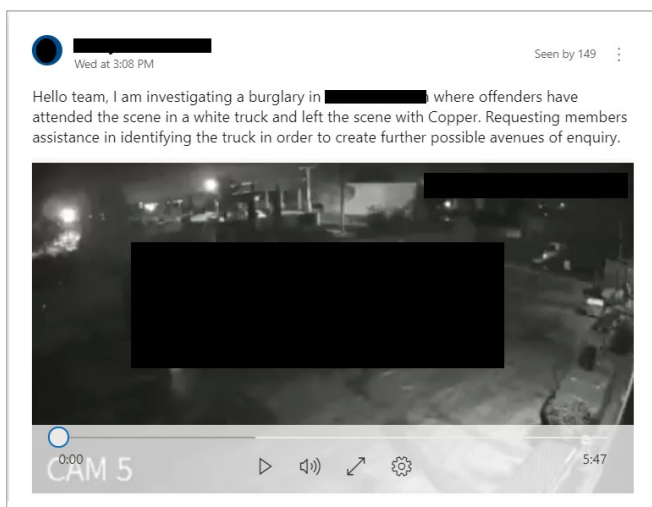 Wed at 3:08 PM
Seen by 149
Hello team, I am investigating a burglary in where offenders have
attended the scene in a white truck and left the scene with Copper. Requesting members
assistance in identifying the truck in order to create further possible avenues of enquiry.
0:00
CAM 5
5:47